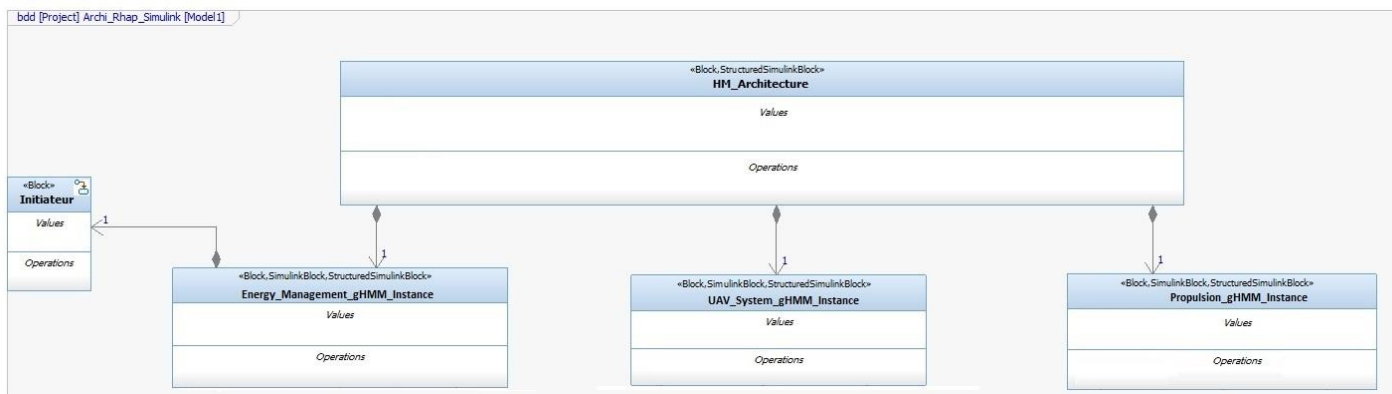 bdd [Project] Archi_Rhap_Simulink [Model1]
«Block,StructuredSimulinkBlock»
HM_Architecture
Values
Operations
«Block»
Initiateur
Values
Operations
1
1
1
1
«Block,SimulinkBlock,StructuredSimulinkBlock»
Energy_Management_gHMM_Instance
Values
Operations
«Block,SimulinkBlock,StructuredSimulinkBlock»
UAV_System_gHMM_Instance
Values
Operations
«Block,SimulinkBlock,StructuredSimulinkBlock»
Propulsion_gHMM_Instance
Values
Operations